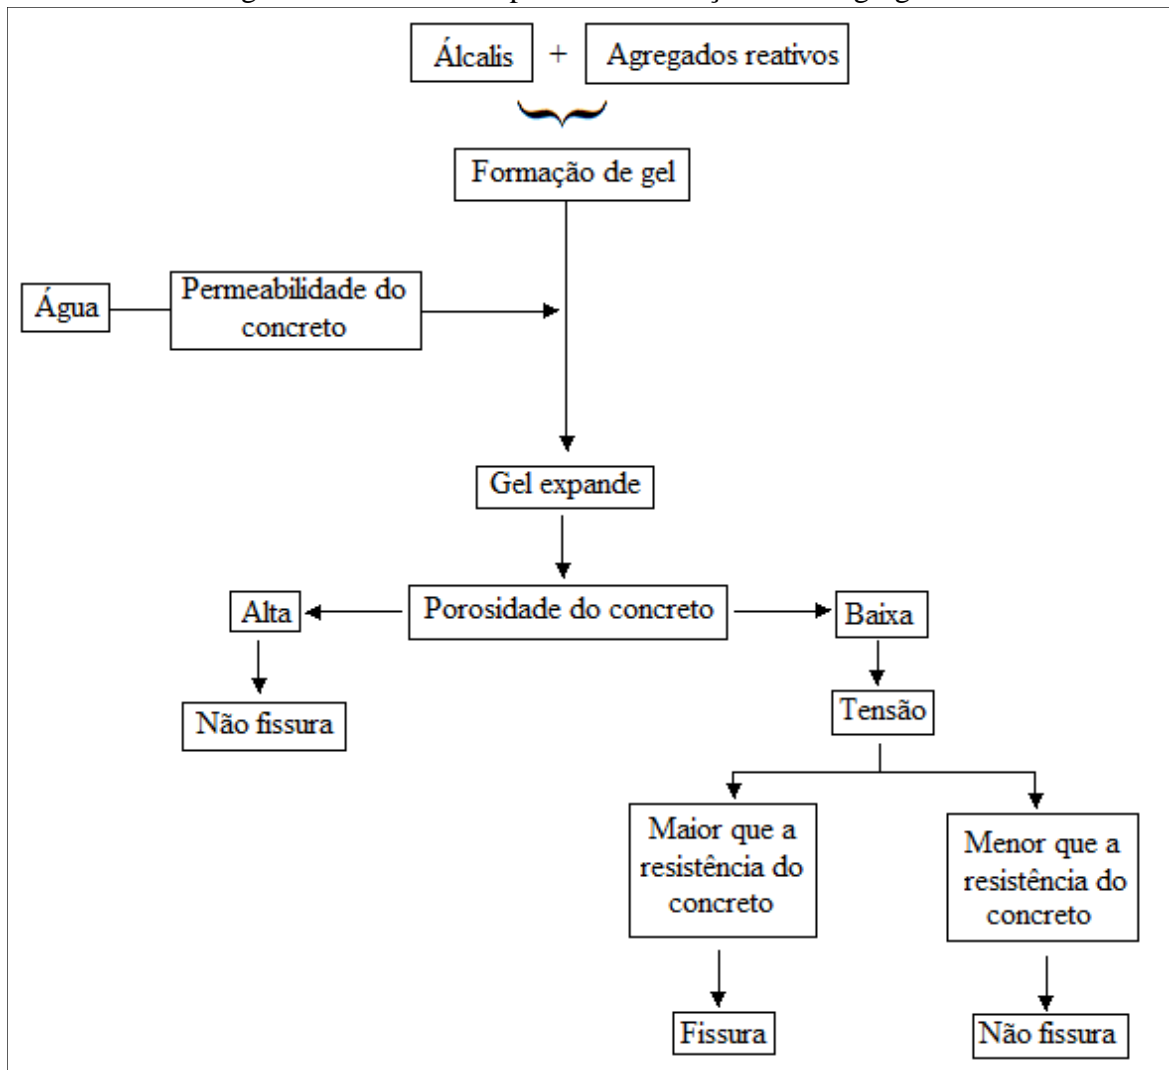 Álcalis + Agregados reativos
Formação de gel
Água
Permeabilidade do
concreto
Gel expande
Alta
Porosidade do concreto
Baixa
Não fissura
Tensão
Maior que a
resistência do
concreto
Menor que a
resistência do
concreto
Fissura
Não fissura